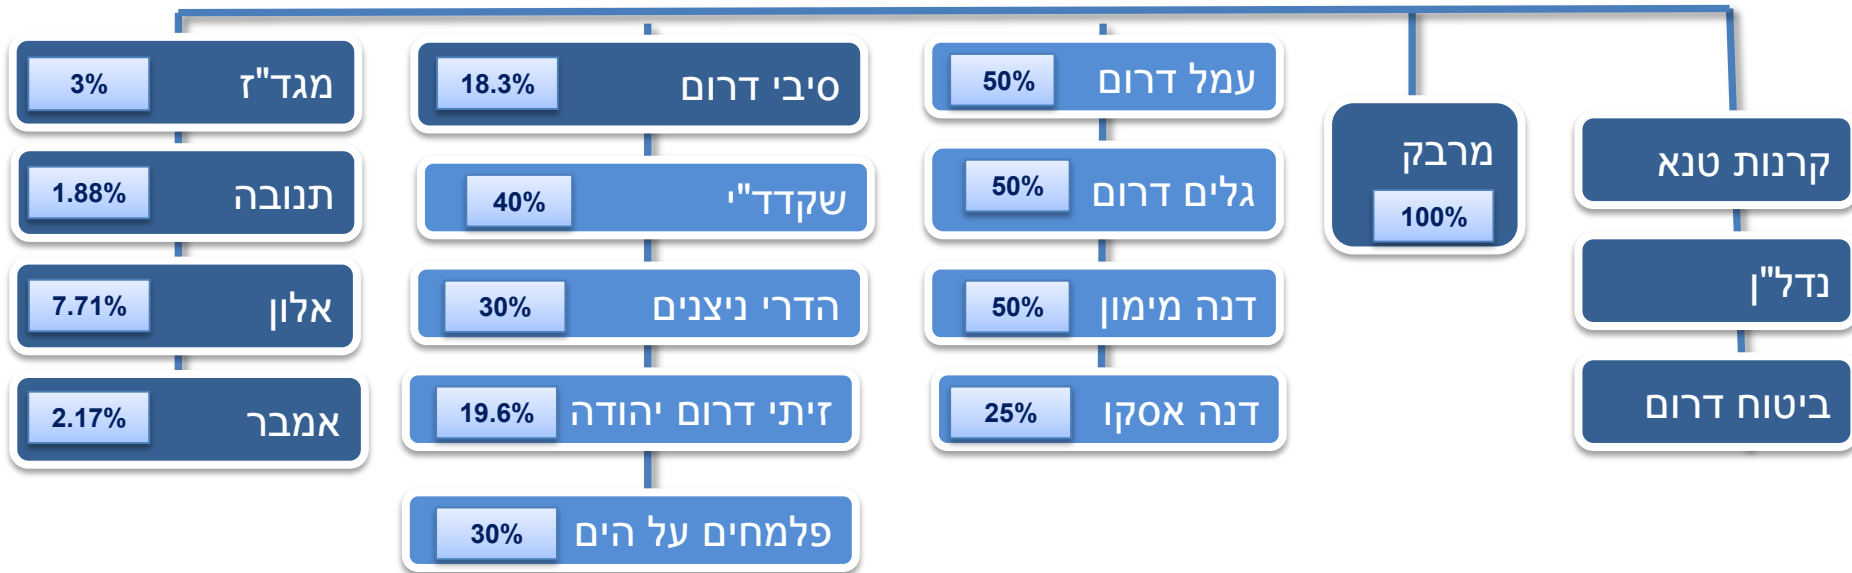 קרנות טנא
נדל"ן
ביטוח דרום
מרבק
100%
עמל דרום 50%
גלים דרום 50%
דנה מימון 50%
דנה אסקו 25%
סיבי דרום 18.3%
שקדד"י 40%
הדרי ניצנים 30%
זיתי דרום יהודה 19.6%
פלמחים על הים 30%
מגד"ז 3%
תנובה 1.88%
אלון 7.71%
אמבר 2.17%